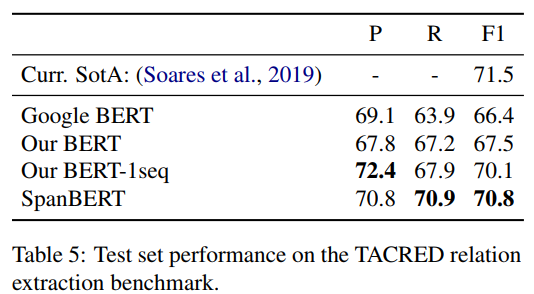 P R F1
Curr. SotA: (Soares et al., 2019) - - 71.5
Google BERT 69.1 63.9 66.4
Our BERT 67.8 67.2 67.5
Our BERT-1seq 72.4 67.9 70.1
SpanBERT 70.8 70.9 70.8
Table 5: Test set performance on the TACRED relation
extraction benchmark.